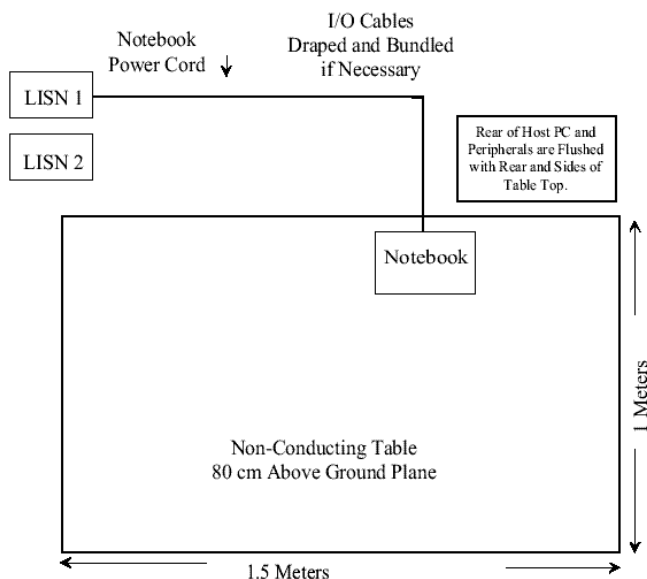 I/O Cables
Draped and Bundled
if Necessary
Notebook
Power Cord
LISN 1
LISN 2
Rear of Host PC and
Peripherals are Flushed
with Rear and Sides of
Table Top.
Notebook
1 Meters
Non-Conducting Table
80 cm Above Ground Plane
1.5 Meters